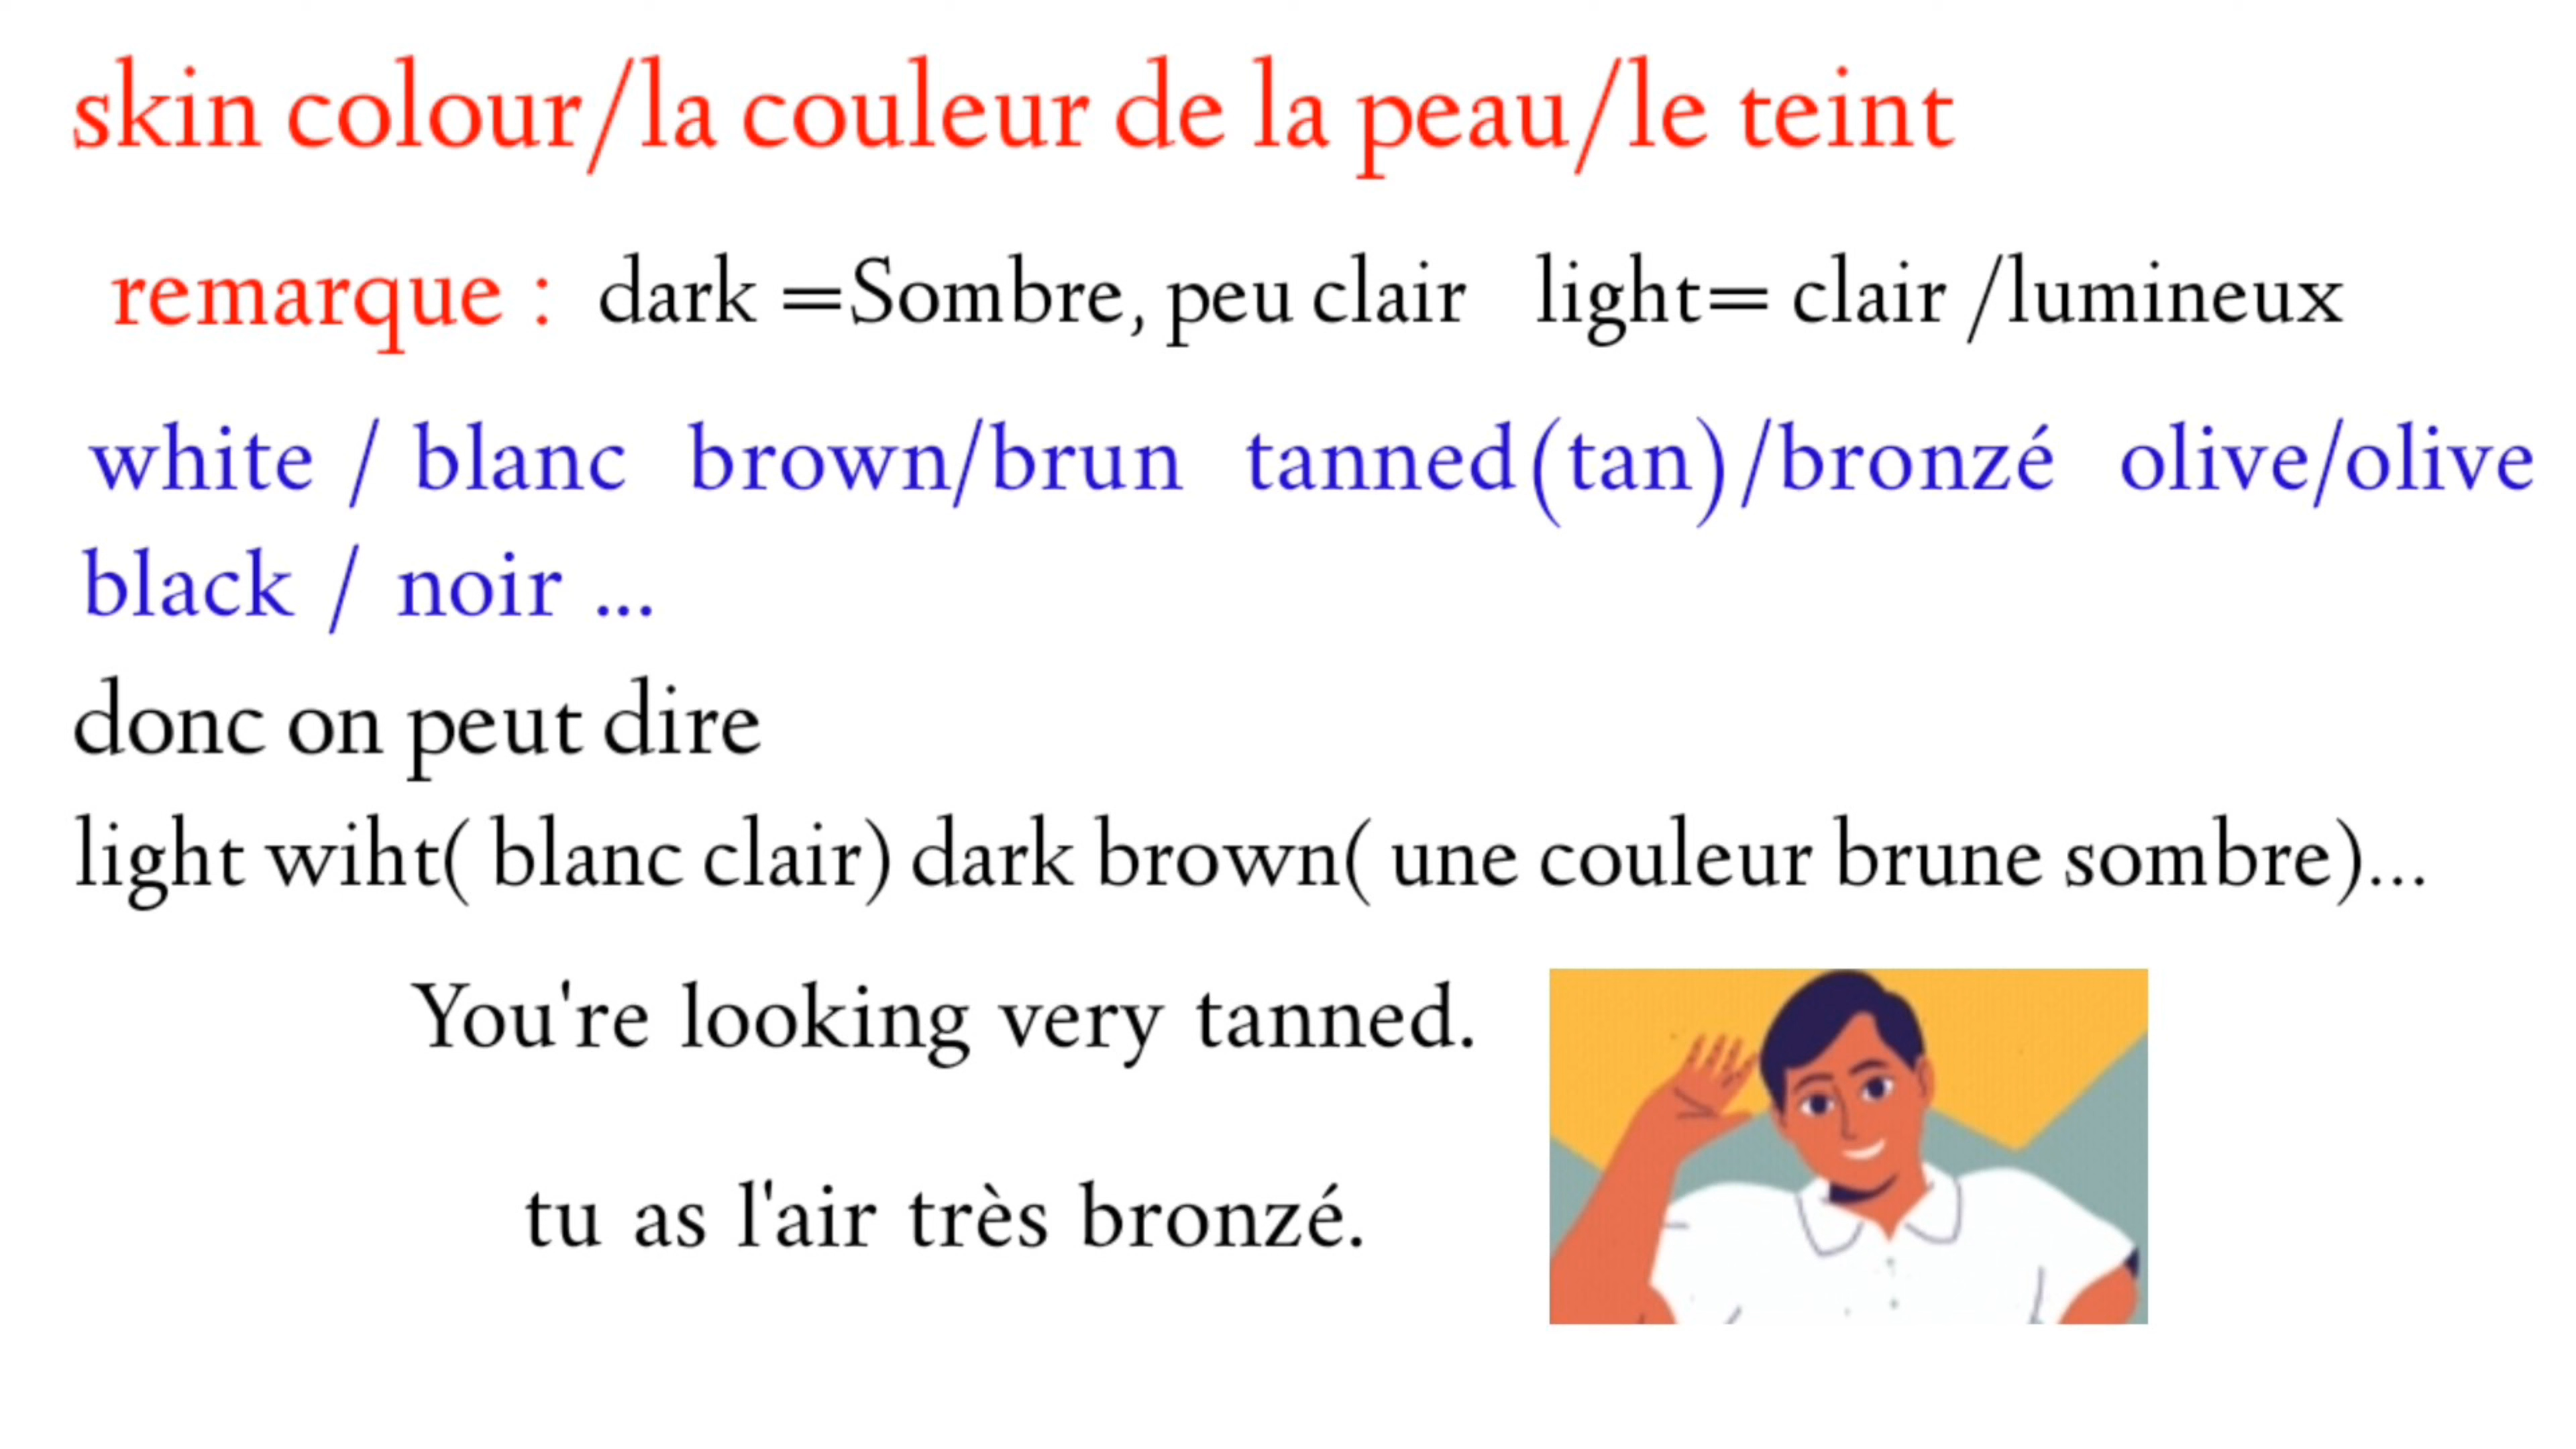 skin colour/la couleur de la peau/le teint
remarque : dark =Sombre, peu clair light= clair /lumineux
white / blanc brown/brun tanned(tan)/bronzé olive/olive
black / noir ...
donc on peut dire
light wiht( blanc clair) dark brown( une couleur brune sombre)...
You're looking very tanned.
tu as l'air très bronzé.